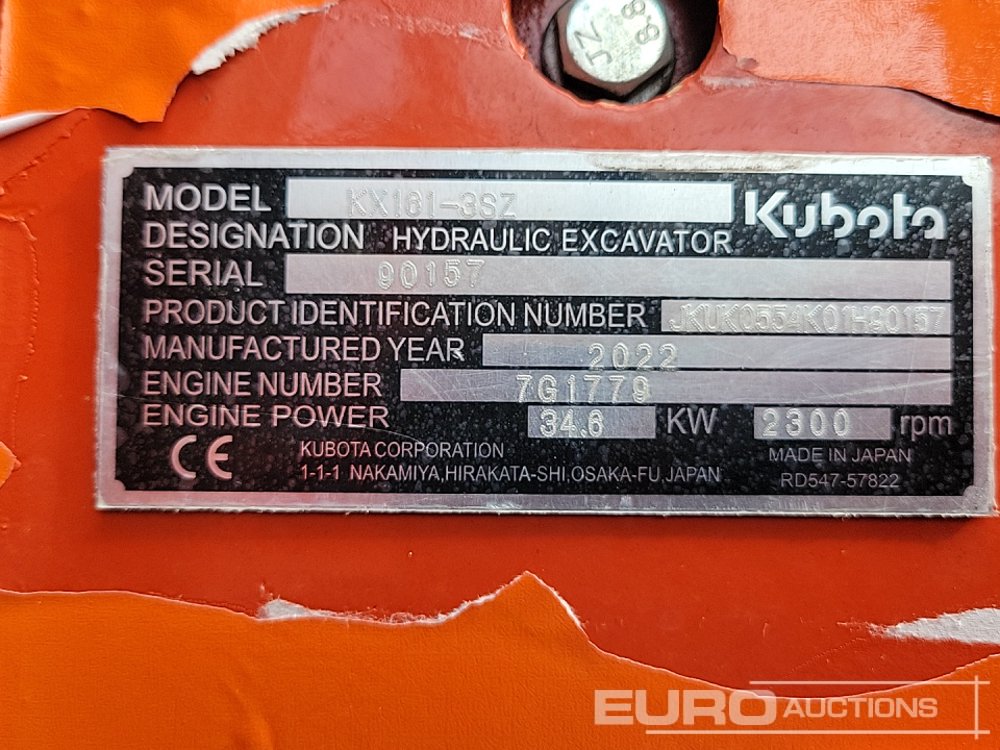 JZ
8.8
MODEL KX161-3SZ Kubota
DESIGNATION HYDRAULIC EXCAVATOR
SERIAL 90157
PRODUCT IDENTIFICATION NUMBER JKUK0554K01H90157
MANUFACTURED YEAR 2022
ENGINE NUMBER 7G1779
ENGINE POWER 34.6 KW 2300 rpm
CE KUBOTA CORPORATION MADE IN JAPAN
1-1-1 NAKAMIYA,HIRAKATA-SHI.OSAKA-FU.JAPAN RD547-57822
EURO AUCTIONS